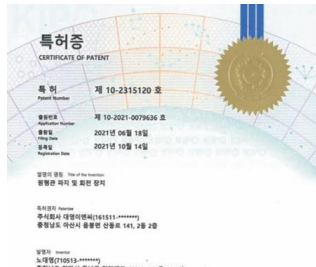 특허증
CERTIFICATE OF PATENT
특 허 제 10-2315120 호
Patent Number
출원번호 제 10-2021-0079636 호
Application Number
출원일 2021년 06월 18일
Filing Date
등록일 2021년 10월 14일
Registration Date
발명의 명칭 Title of the Invention
원형관 파지 및 회전 장치
특허권자 Patentee
주식회사 대영이앤씨(161511-*******)
충청남도 아산시 음봉면 산동로 141, 2동 2층
발명자 Inventor
노대영(710513-*******)